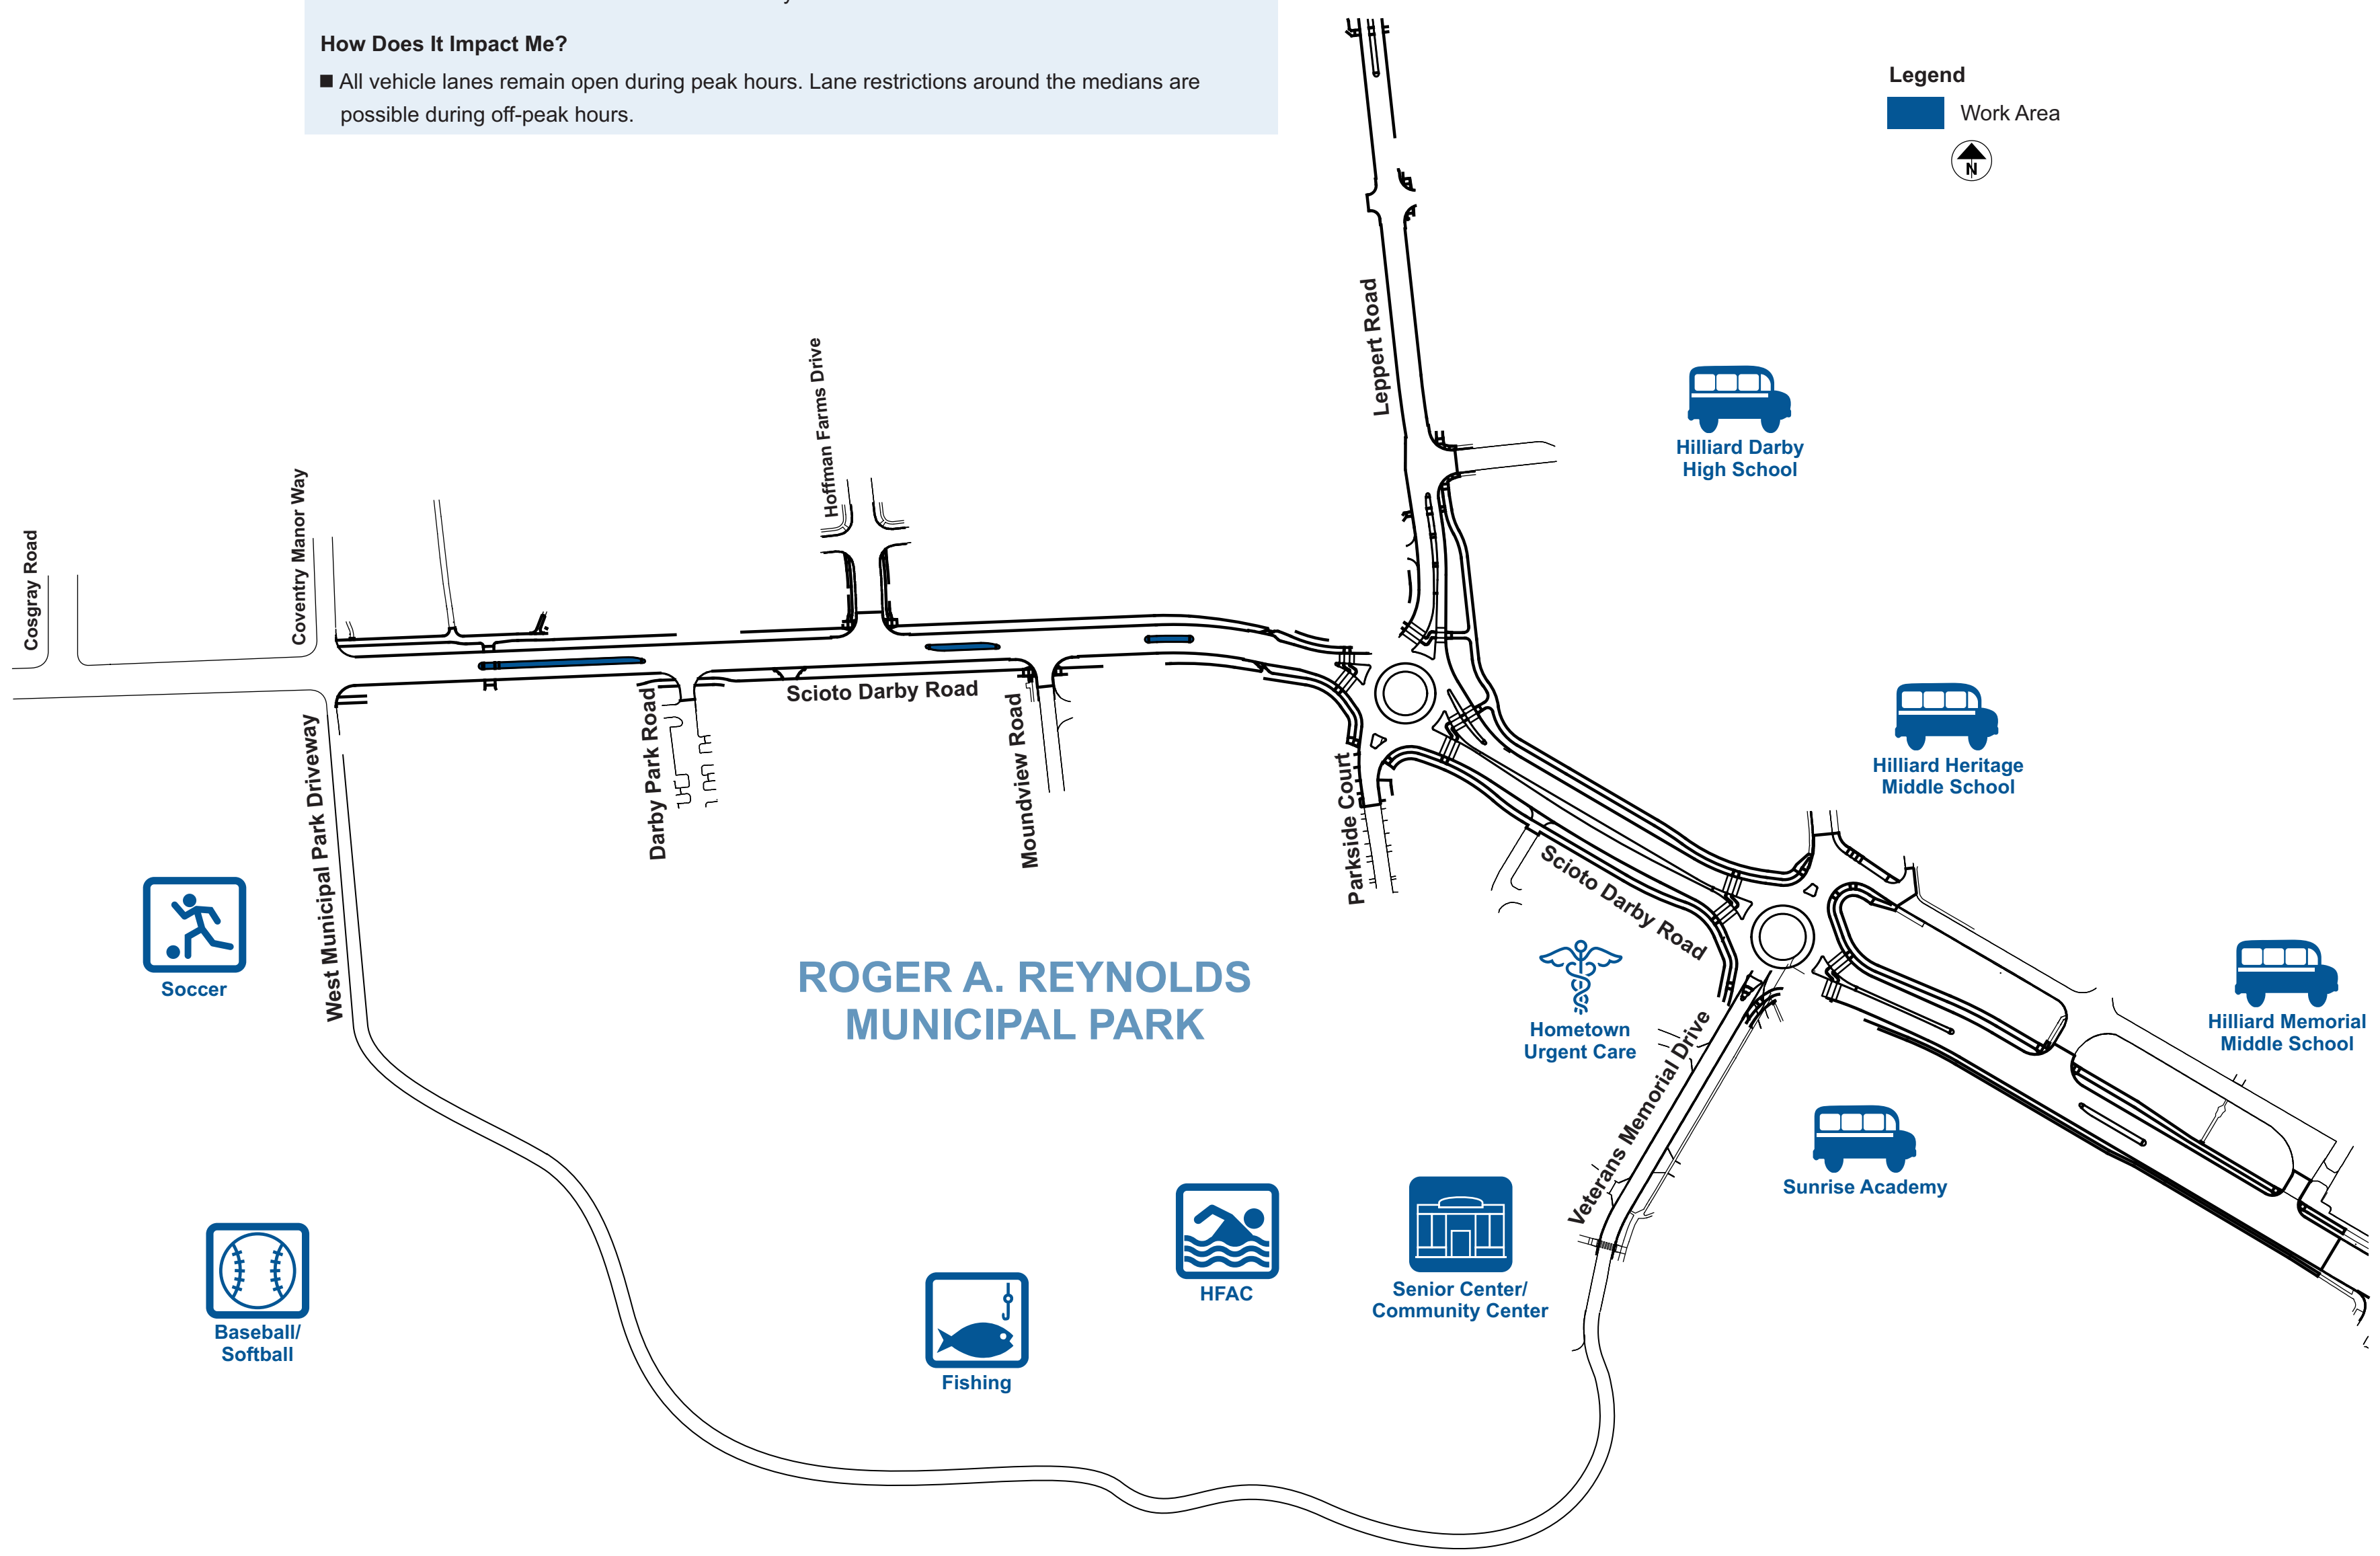 How Does It Impact Me?
■ All vehicle lanes remain open during peak hours. Lane restrictions around the medians are
possible during off-peak hours.
Legend
Work Area
N
Leppert Road
Hoffman Farms Drive
Hilliard Darby
High School
Coventry Manor Way
Cosgray Road
Scioto Darby Road
Hilliard Heritage
Middle School
West Municipal Park Driveway
Darby Park Road
Moundview Road
Parkside Court
Scioto Darby Road
Soccer
ROGER A. REYNOLDS
MUNICIPAL PARK
Hometown
Urgent Care
Hilliard Memorial
Middle School
Veterans Memorial Drive
Sunrise Academy
HFAC
Senior Center/
Community Center
Baseball/
Softball
Fishing